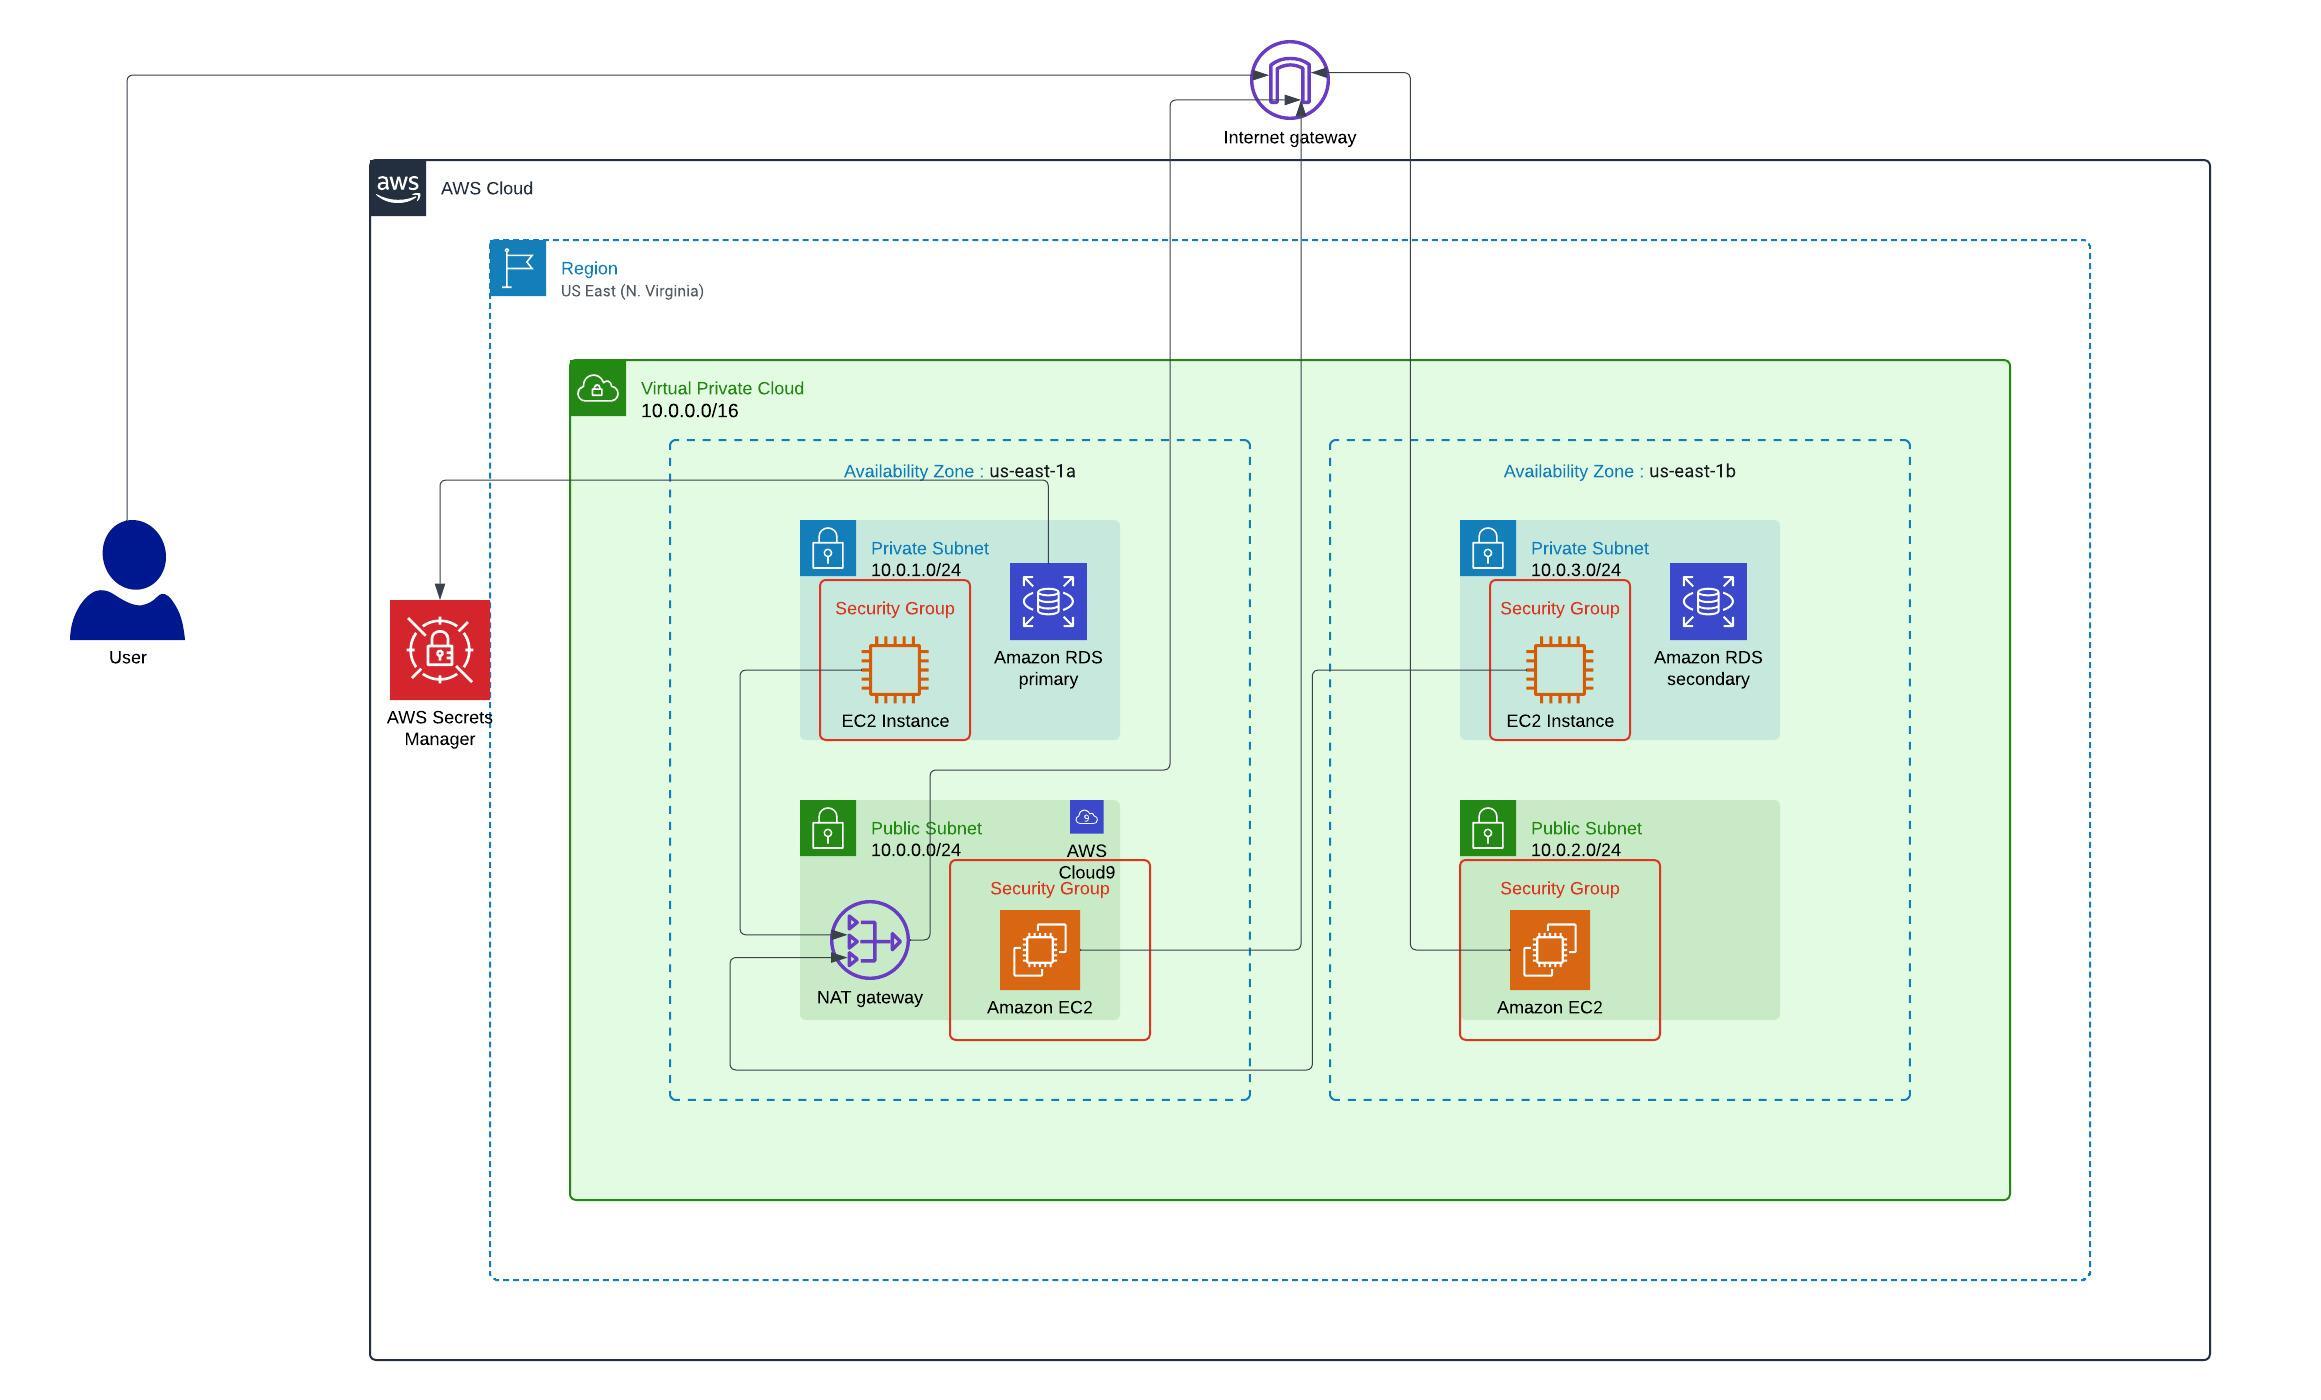 Internet gateway
aws
AWS Cloud
Region
US East (N. Virginia)
Virtual Private Cloud
10.0.0.0/16
Availability Zone : us-east-1a
Availability Zone : us-east-1b
Private Subnet
10.0.1.0/24
Security Group
EC2 Instance
Amazon RDS
primary
Private Subnet
10.0.3.0/24
Security Group
EC2 Instance
Amazon RDS
secondary
User
AWS Secrets
Manager
Public Subnet
10.0.0.0/24
9
AWS
Cloud9
Security Group
NAT gateway
Amazon EC2
Public Subnet
10.0.2.0/24
Security Group
Amazon EC2